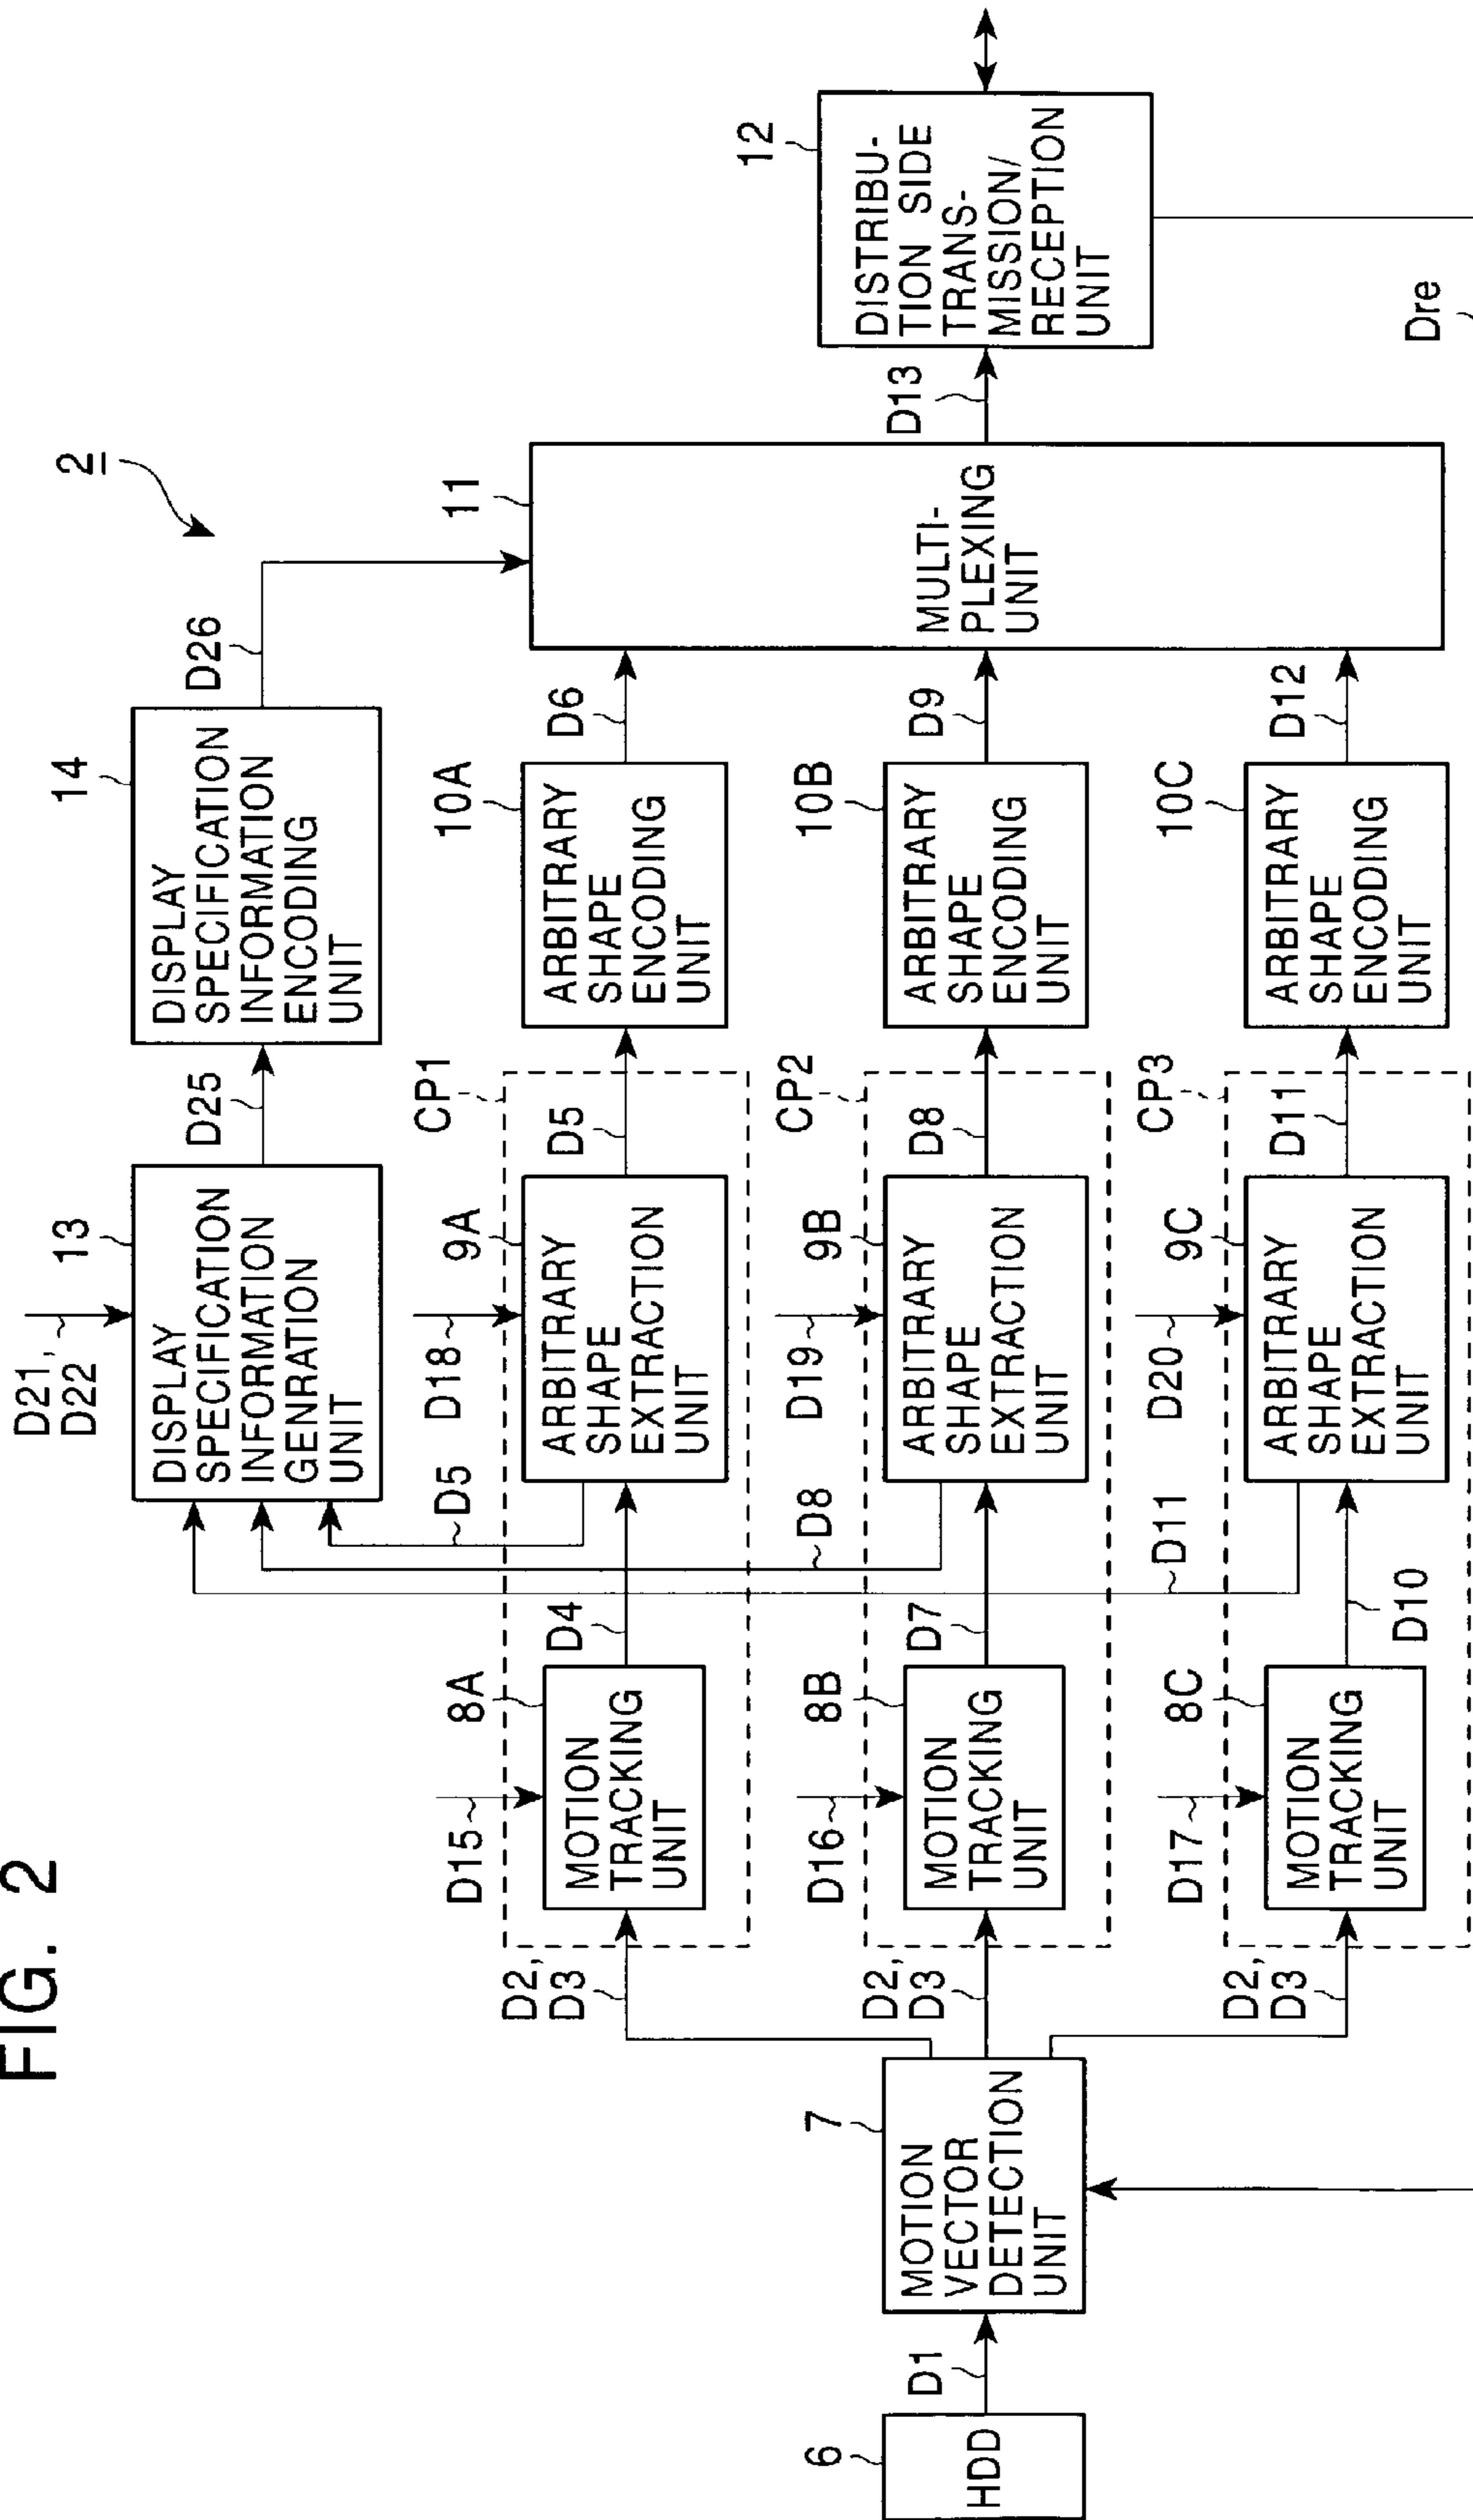 FIG. 2
2
D21,
D22
13
DISPLAY
SPECIFICATION
INFORMATION
GENRATION
UNIT
D25
14
DISPLAY
SPECIFICATION
INFORMATION
ENCODING
UNIT
D26
D2,
D3
D15
8A
MOTION
TRACKING
UNIT
D4
D5
D18
9A
ARBITRARY
SHAPE
EXTRACTION
UNIT
CP1
D5
10A
ARBITRARY
SHAPE
ENCODING
UNIT
D6
11
MULTI-
PLEXING
UNIT
D13
12
DISTRIBU-
TION SIDE
TRANS-
MISSION/
RECEPTION
UNIT
6
HDD
D1
7
MOTION
VECTOR
DETECTION
UNIT
D2,
D3
D16
8B
MOTION
TRACKING
UNIT
D7
D8
D19
9B
ARBITRARY
SHAPE
EXTRACTION
UNIT
CP2
D8
10B
ARBITRARY
SHAPE
ENCODING
UNIT
D9
D2,
D3
D17
8C
MOTION
TRACKING
UNIT
D10
D11
D20
9C
ARBITRARY
SHAPE
EXTRACTION
UNIT
CP3
D11
10C
ARBITRARY
SHAPE
ENCODING
UNIT
D12
Dre